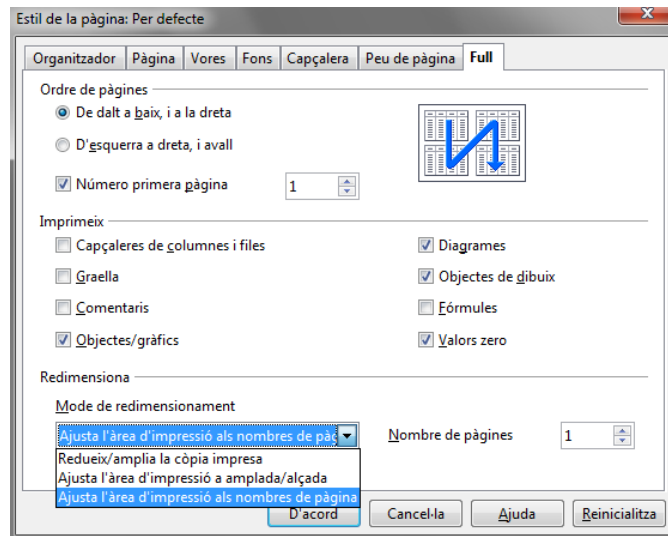 Estil de la pàgina: Per defecte
Organitzador Pàgina Vores Fons Capçalera Peu de pàgina Full
Ordre de pàgines
De dalt a baix, i a la dreta
D'esquerra a dreta, i avall
Número primera pàgina 1
Imprimeix
Capçaleres de columnes i files Diagrames
Graella Objectes de dibuix
Comentaris Fórmules
Objectes/gràfics Valors zero
Redimensiona
Mode de redimensionament
Ajusta l'àrea d'impressió als nombres de pàg Nombre de pàgines 1
Redueix/amplia la còpia impresa
Ajusta l'àrea d'impressió a amplada/alçada
Ajusta l'àrea d'impressió als nombres de pàgina
D'acord Cancel·la Ajuda Reinicialitza